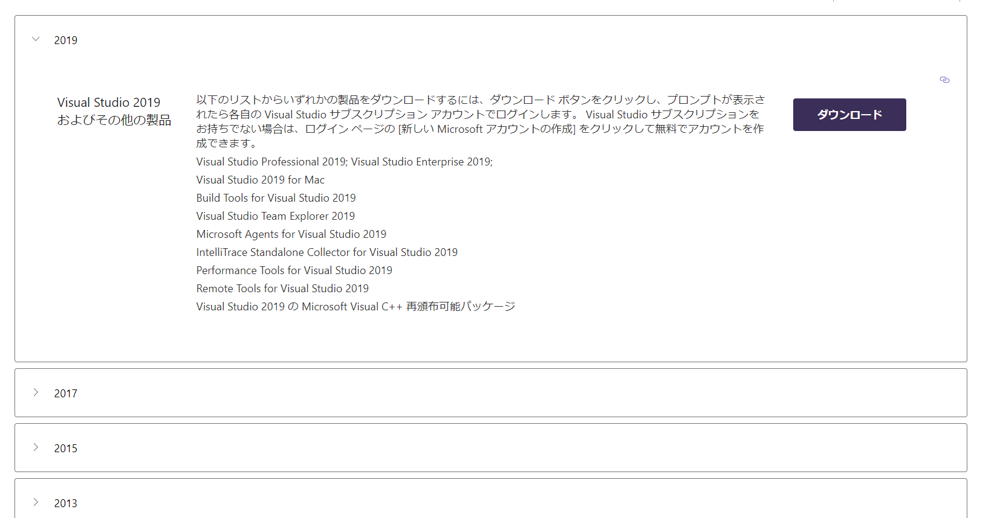 2019
Visual Studio 2019
およびその他の製品
以下のリストからいずれかの製品をダウンロードするには、ダウンロード ボタンをクリックし、プロンプトが表示さ
れたら各自の Visual Studio サブスクリプション アカウントでログインします。 Visual Studio サブスクリプションを
お持ちでない場合は、ログイン ページの [新しい Microsoft アカウントの作成] をクリックして無料でアカウントを作
成できます。
Visual Studio Professional 2019; Visual Studio Enterprise 2019;
Visual Studio 2019 for Mac
Build Tools for Visual Studio 2019
Visual Studio Team Explorer 2019
Microsoft Agents for Visual Studio 2019
IntelliTrace Standalone Collector for Visual Studio 2019
Performance Tools for Visual Studio 2019
Remote Tools for Visual Studio 2019
Visual Studio 2019 の Microsoft Visual C++ 再頒布可能パッケージ
ダウンロード
2017
2015
2013